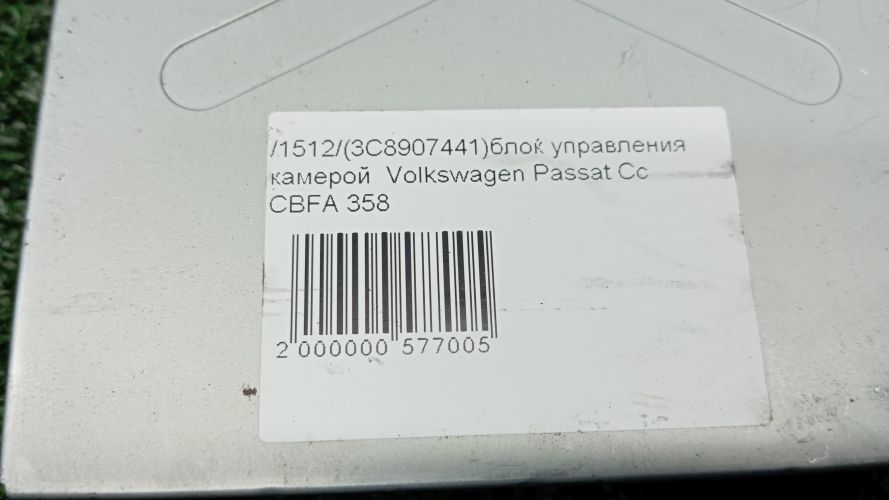 /1512/(3C8907441)блок управления
камерой Volkswagen Passat Cc
CBFA 358
2 000000 577005